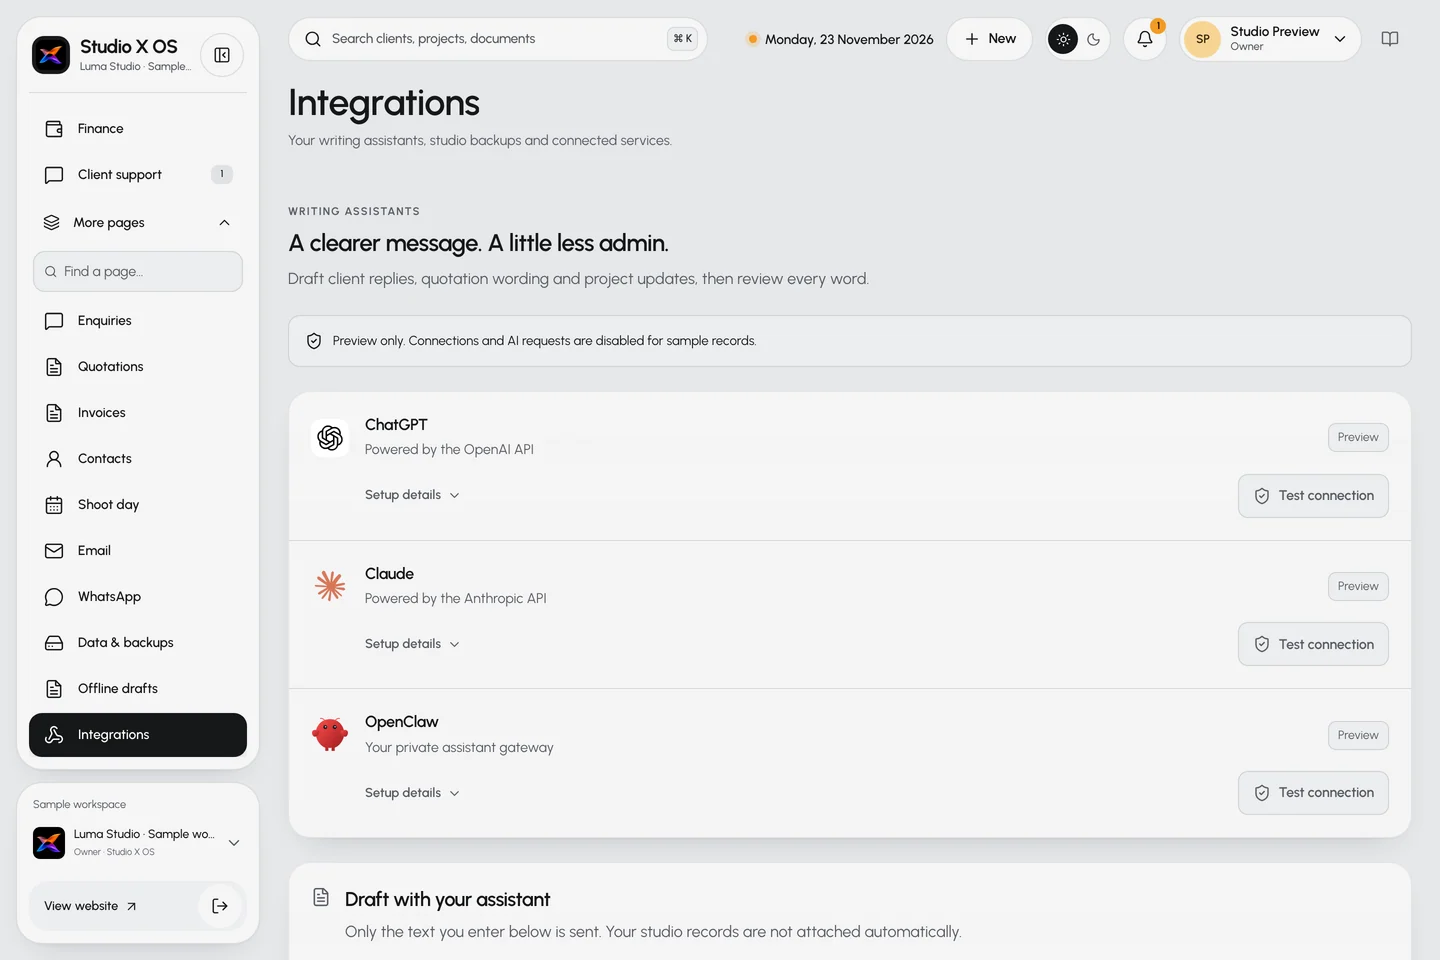 Studio X OS
Luma Studio · Sample...
Finance
Client support
1
More pages
Find a page...
Enquiries
Quotations
Invoices
Contacts
Shoot day
Email
WhatsApp
Data & backups
Offline drafts
Integrations
Sample workspace
Luma Studio · Sample wo...
Owner · Studio X OS
View website
Search clients, projects, documents
⌘ K
Monday, 23 November 2026
New
1
SP
Studio Preview
Owner
Integrations
Your writing assistants, studio backups and connected services.
WRITING ASSISTANTS
A clearer message. A little less admin.
Draft client replies, quotation wording and project updates, then review every word.
Preview only. Connections and AI requests are disabled for sample records.
ChatGPT
Powered by the OpenAI API
Preview
Setup details
Test connection
Claude
Powered by the Anthropic API
Preview
Setup details
Test connection
OpenClaw
Your private assistant gateway
Preview
Setup details
Test connection
Draft with your assistant
Only the text you enter below is sent. Your studio records are not attached automatically.